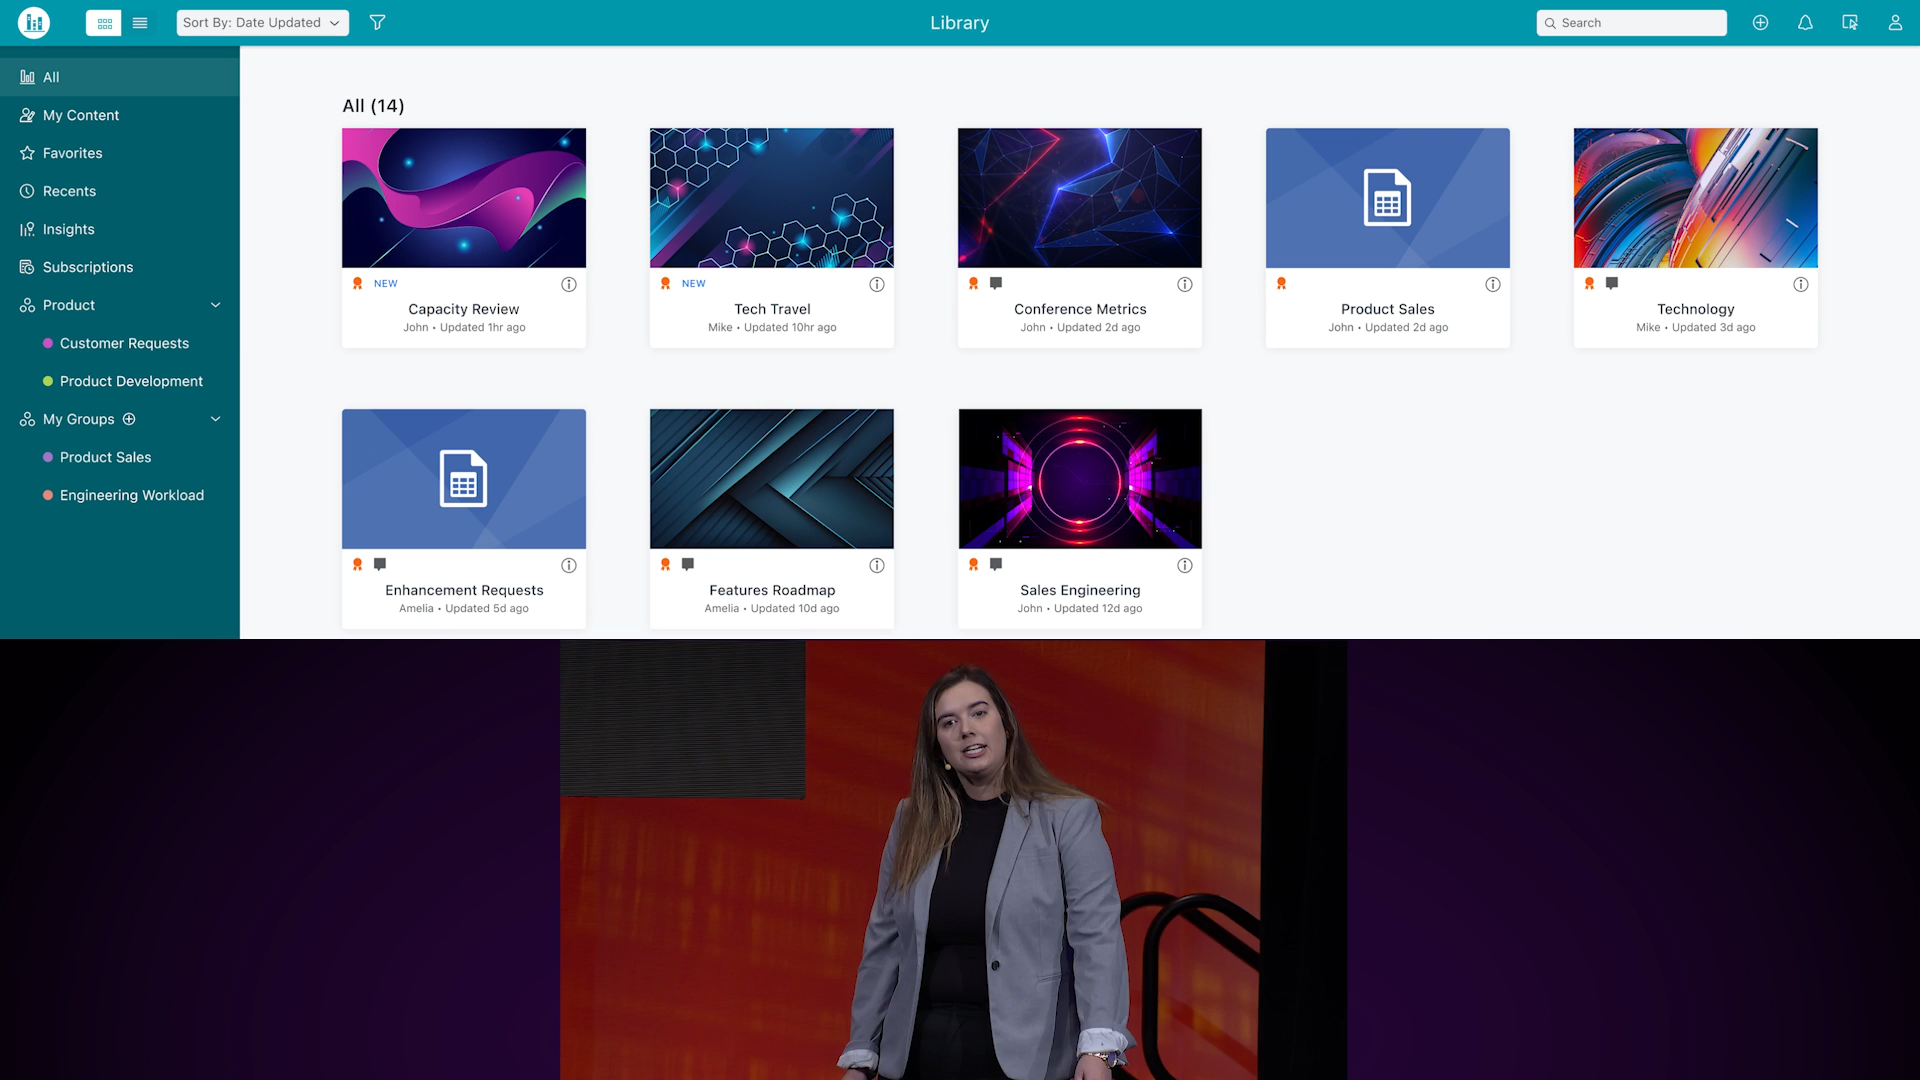 Sort By: Date Updated
Library
Search
All
My Content
Favorites
Recents
Insights
Subscriptions
Product
Customer Requests
Product Development
My Groups
Product Sales
Engineering Workload
All (14)
NEW
Capacity Review
John • Updated 1hr ago
NEW
Tech Travel
Mike • Updated 10hr ago
Conference Metrics
John • Updated 2d ago
Product Sales
John • Updated 2d ago
Technology
Mike • Updated 3d ago
Enhancement Requests
Amelia • Updated 5d ago
Features Roadmap
Amelia • Updated 10d ago
Sales Engineering
John • Updated 12d ago